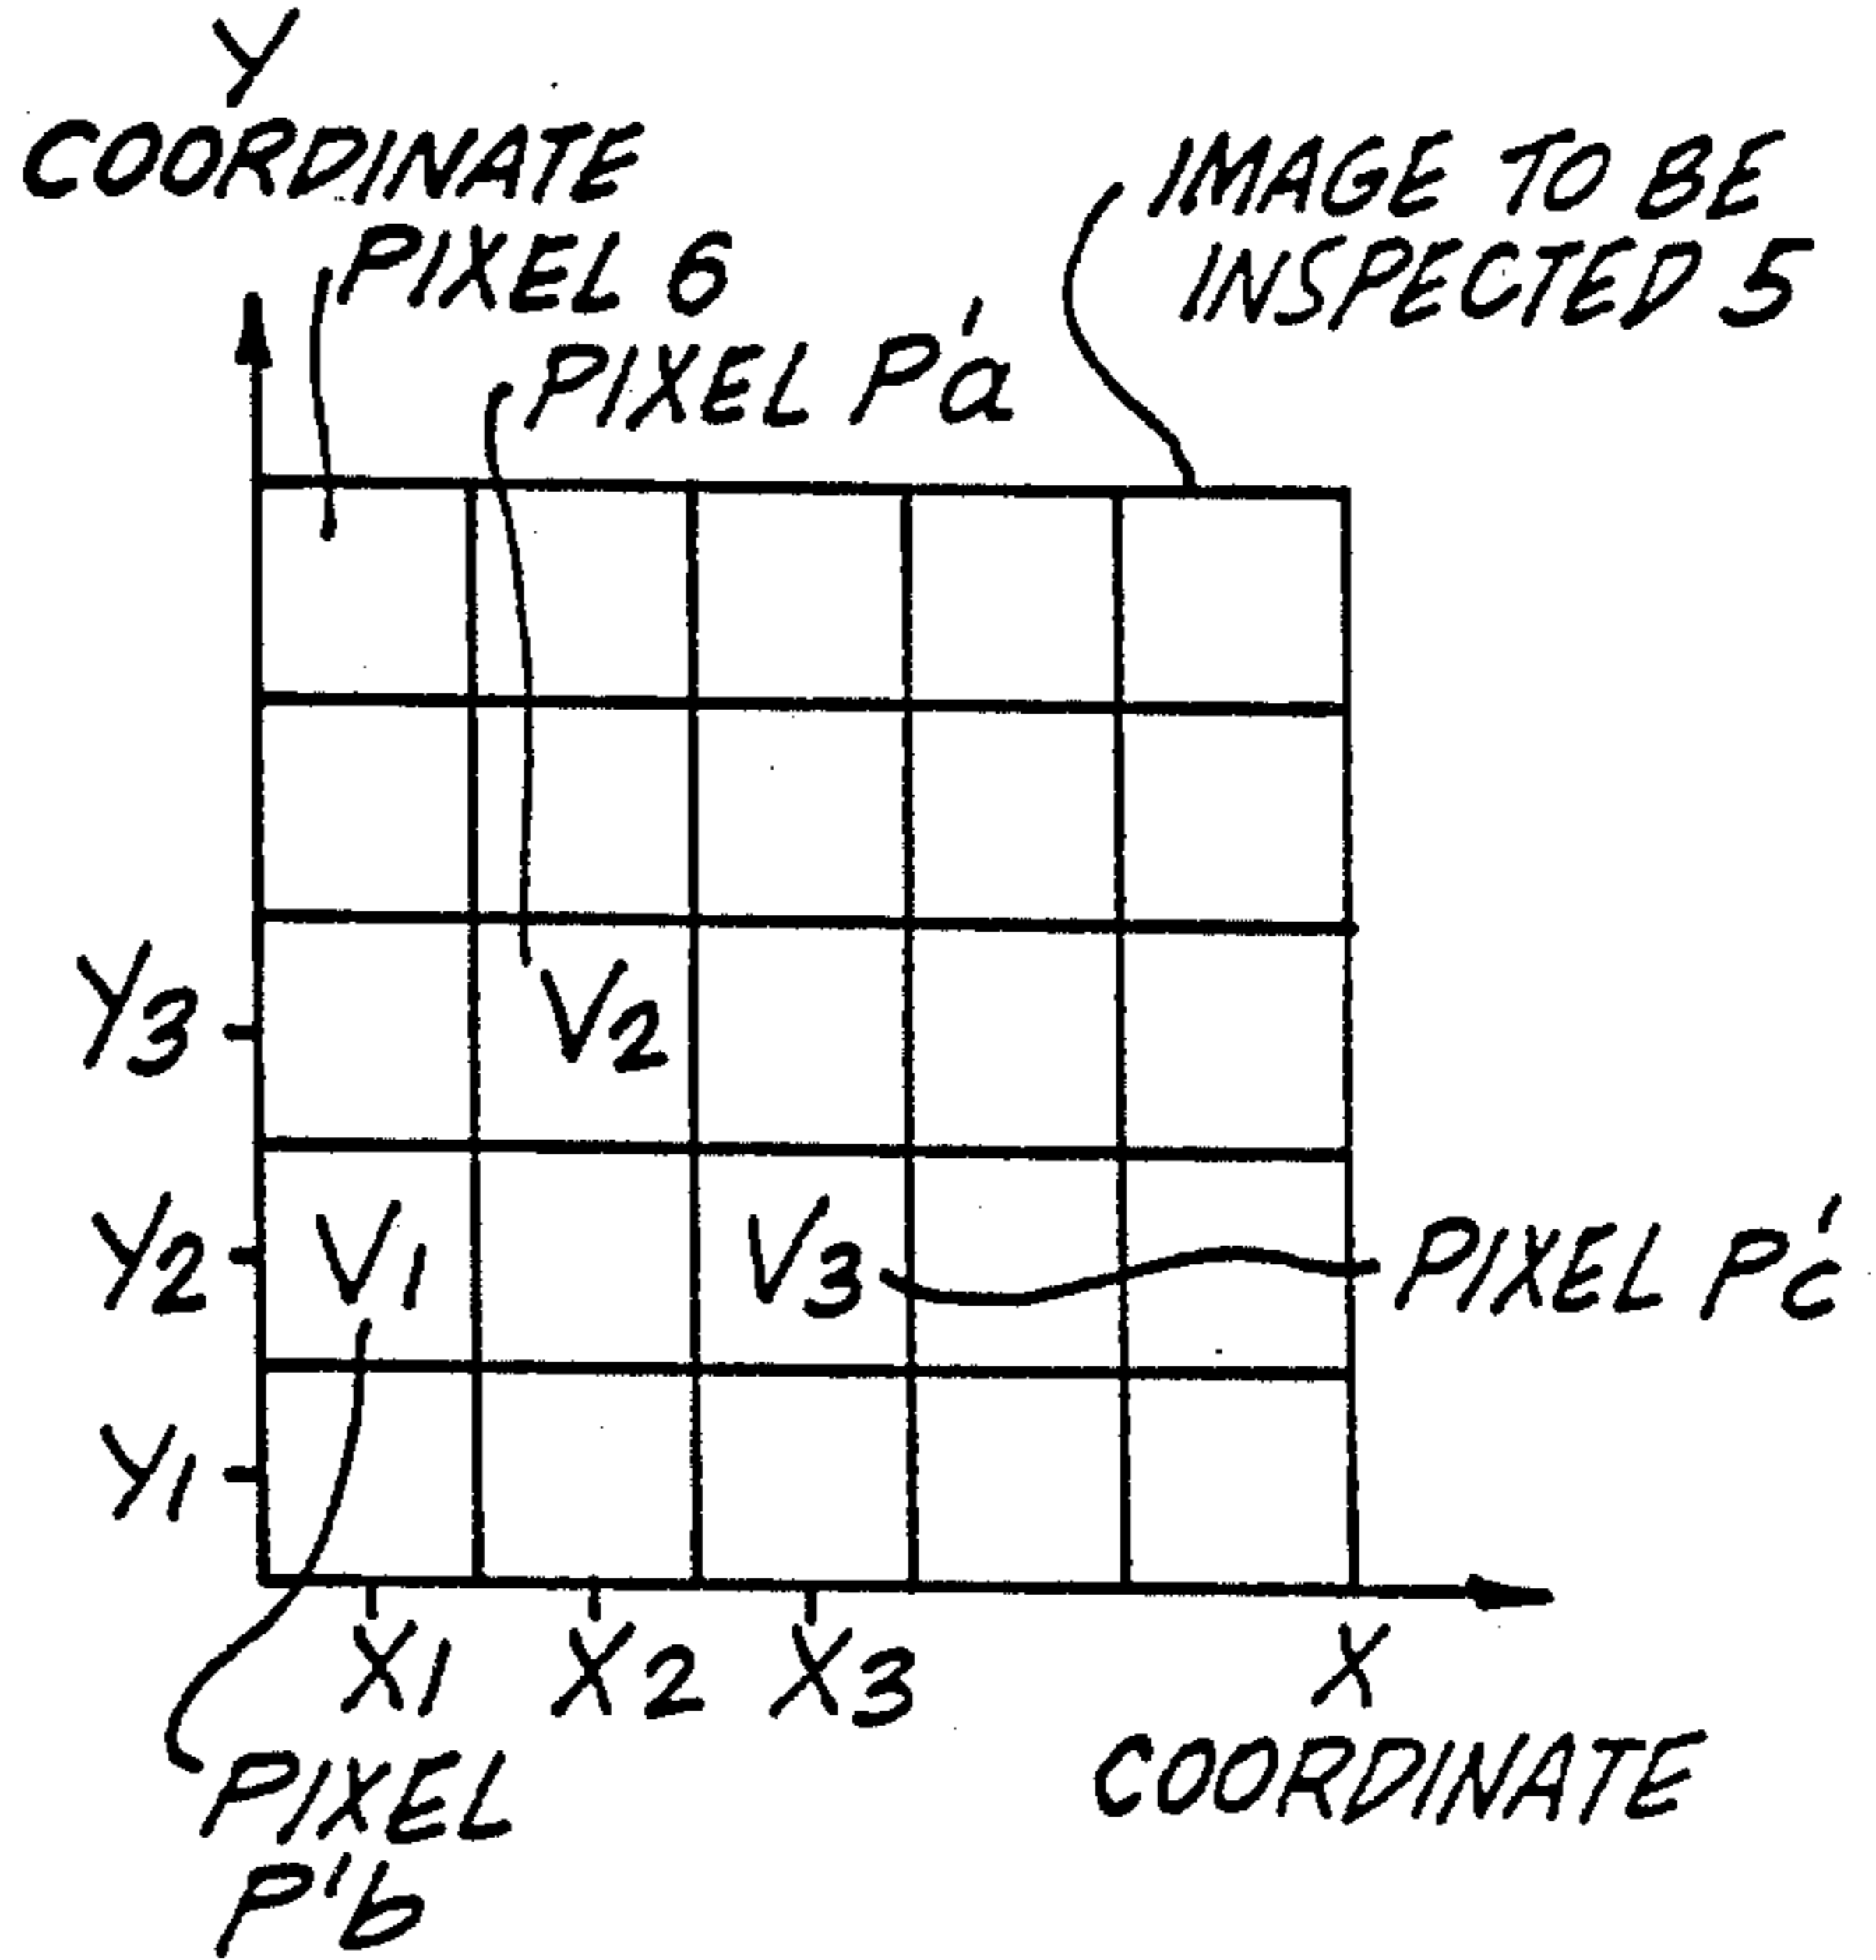 Y
COORDINATE
IMAGE TO BE
INSPECTED 5
PIXEL 6
PIXEL P'a
Y3
V2
Y2
V1
V3
PIXEL P'c
Y1
X1
X2
X3
X
COORDINATE
PIXEL
P'b